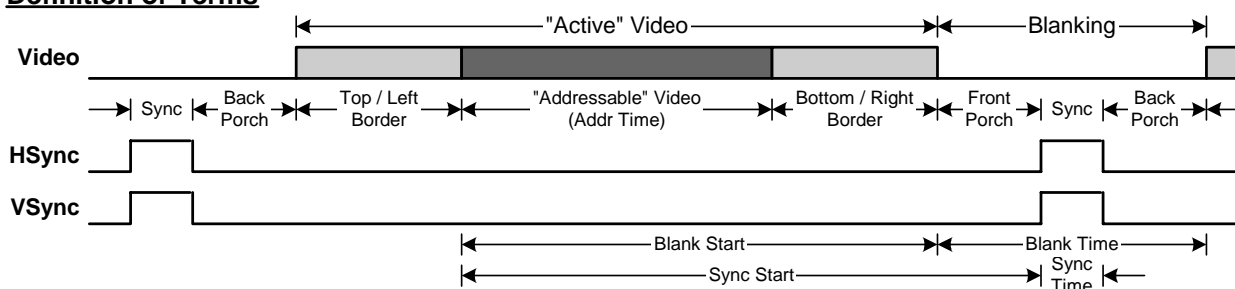 Definition of Terms
"Active" Video
Blanking
Video
Sync
Back
Porch
Top / Left
Border
"Addressable" Video
(Addr Time)
Bottom / Right
Border
Front
Porch
Sync
Back
Porch
HSync
VSync
Blank Start
Blank Time
Sync Start
Sync
Time